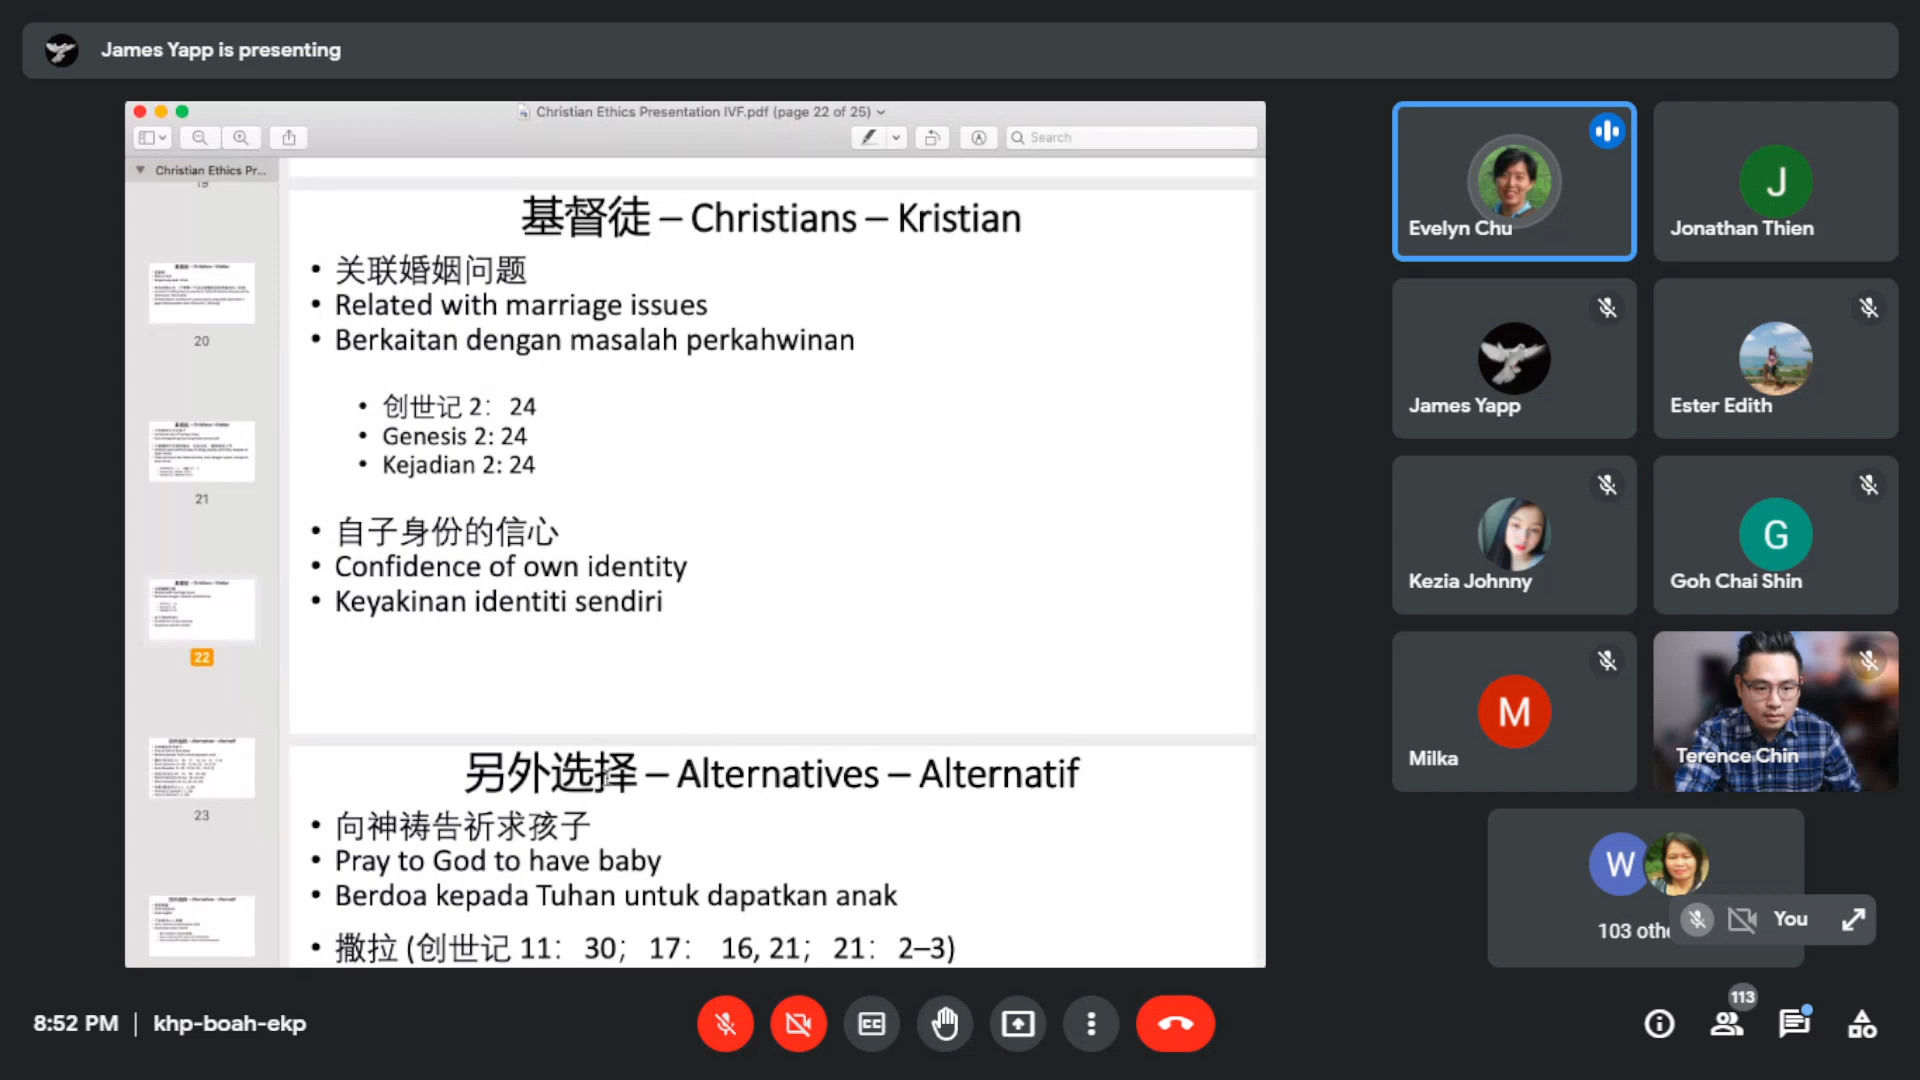 James Yapp is presenting
Christian Ethics Presentation IVF.pdf (page 22 of 25)
Search
Christian Ethics Pr...
19
20
21
22
23
基督徒 – Christians – Kristian
• 关联婚姻问题
• Related with marriage issues
• Berkaitan dengan masalah perkahwinan
• 创世记 2： 24
• Genesis 2: 24
• Kejadian 2: 24
• 自子身份的信心
• Confidence of own identity
• Keyakinan identiti sendiri
另外选择 – Alternatives – Alternatif
• 向神祷告祈求孩子
• Pray to God to have baby
• Berdoa kepada Tuhan untuk dapatkan anak
• 撒拉 (创世记 11： 30； 17： 16, 21； 21： 2–3)
Evelyn Chu
J
Jonathan Thien
James Yapp
Ester Edith
Kezia Johnny
G
Goh Chai Shin
M
Milka
Terence Chin
W
103 othe
You
8:52 PM | khp-boah-ekp
CC
113